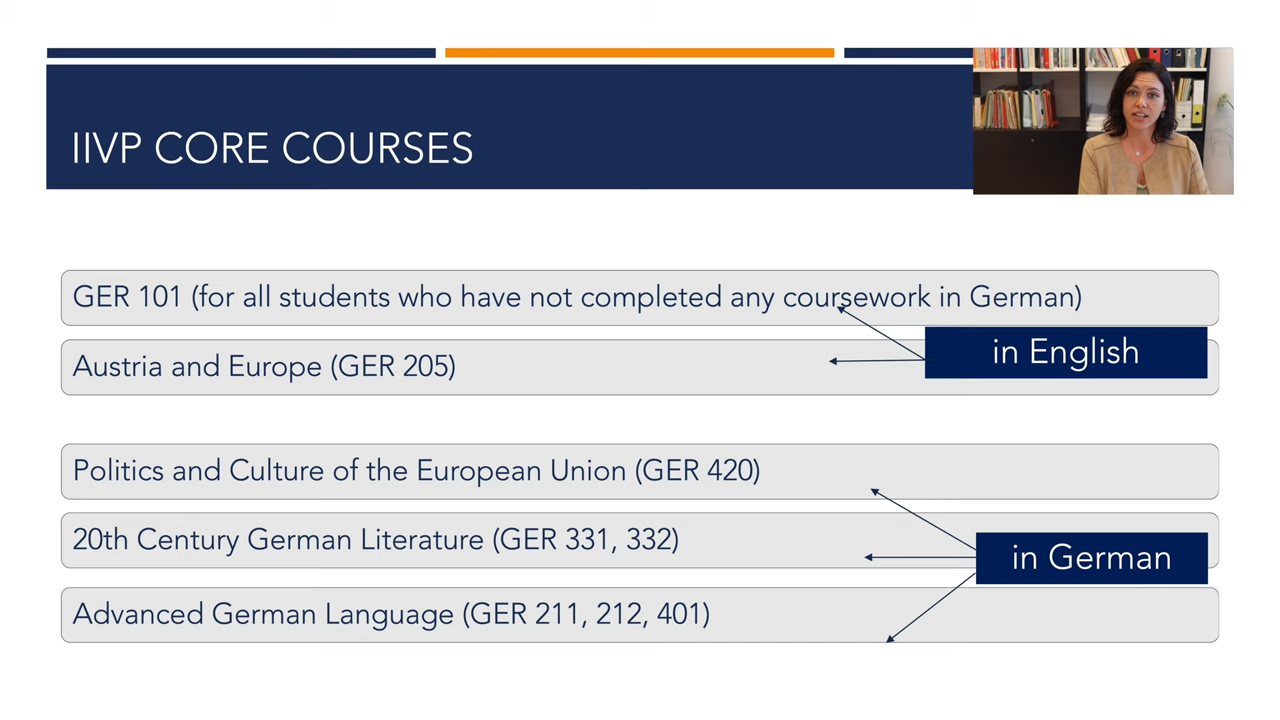 IIVP CORE COURSES
GER 101 (for all students who have not completed any coursework in German)
in English
Austria and Europe (GER 205)
Politics and Culture of the European Union (GER 420)
20th Century German Literature (GER 331, 332)
in German
Advanced German Language (GER 211, 212, 401)